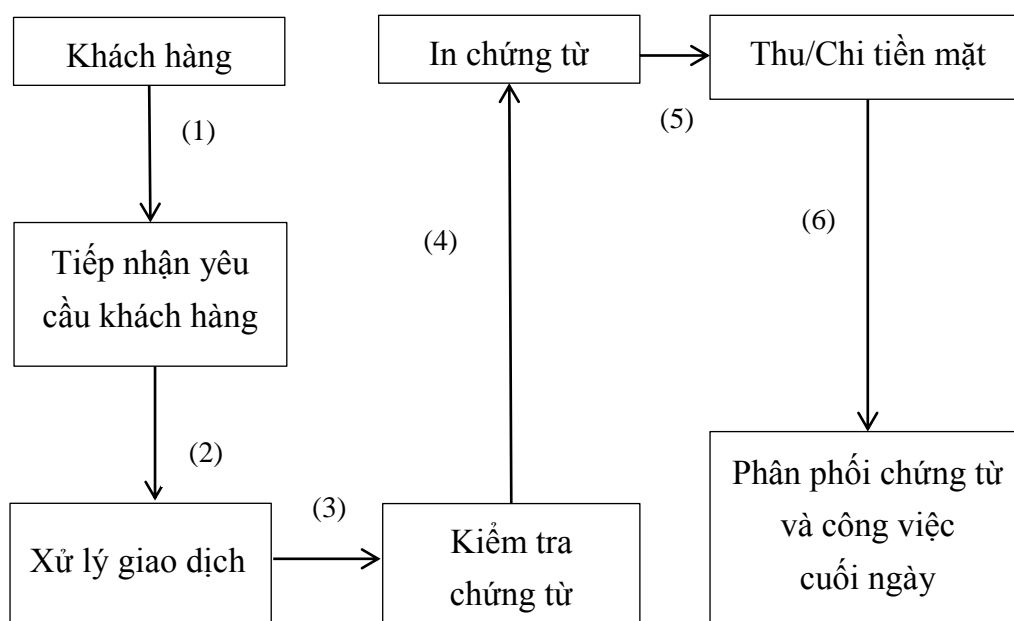 Khách hàng
(1)
Tiếp nhận yêu
cầu khách hàng
(2)
Xử lý giao dịch
(3)
Kiểm tra
chứng từ
(4)
In chứng từ
(5)
Thu/Chi tiền mặt
(6)
Phân phối chứng từ
và công việc
cuối ngày